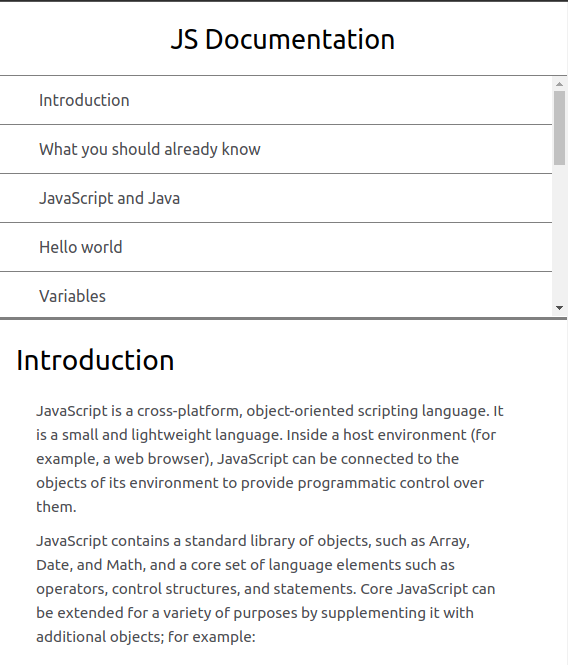 JS Documentation
Introduction
What you should already know
JavaScript and Java
Hello world
Variables
Introduction
JavaScript is a cross-platform, object-oriented scripting language. It
is a small and lightweight language. Inside a host environment (for
example, a web browser), JavaScript can be connected to the
objects of its environment to provide programmatic control over
them.
JavaScript contains a standard library of objects, such as Array,
Date, and Math, and a core set of language elements such as
operators, control structures, and statements. Core JavaScript can
be extended for a variety of purposes by supplementing it with
additional objects; for example: